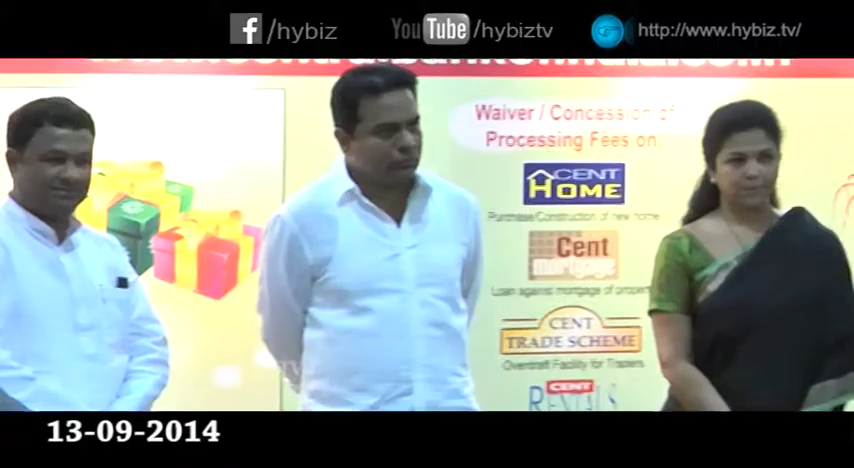 f /hybiz YouTube /hybiztv http://www.hybiz.tv/
Waiver / CONCESSION of
Processing Fees on
CENT
HOME
Purchase/Construction of new home
Cent
Mortgage
Loan against mortgage of property
CENT
TRADE SCHEME
Overdraft Facility for Traders
CENT
RENTALS
13-09-2014